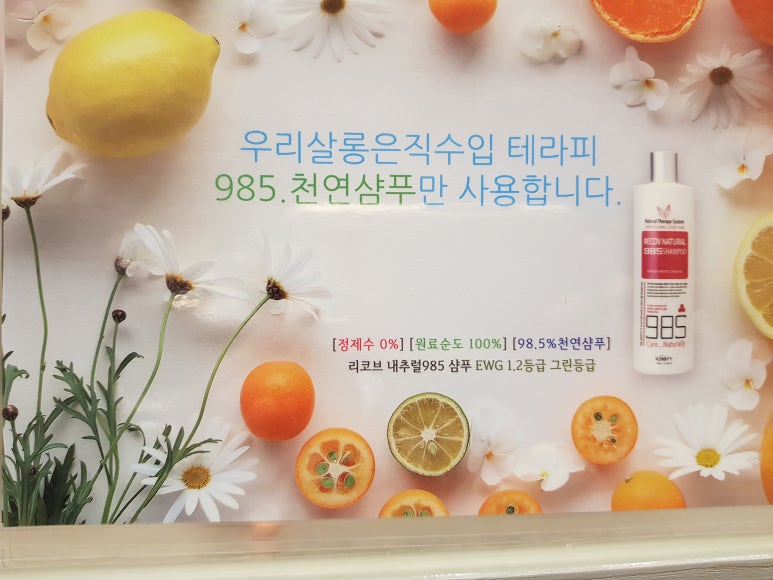 우리살롱은직수입 테라피
985.천연샴푸만 사용합니다.
Natural Therapy System
RECOV NATURAL
985 SHAMPOO
985
Care...Naturally
[정제수 0%] [원료순도 100%] [98.5%천연샴푸]
리코브 내추럴985 샴푸 EWG 1.2등급 그린등급